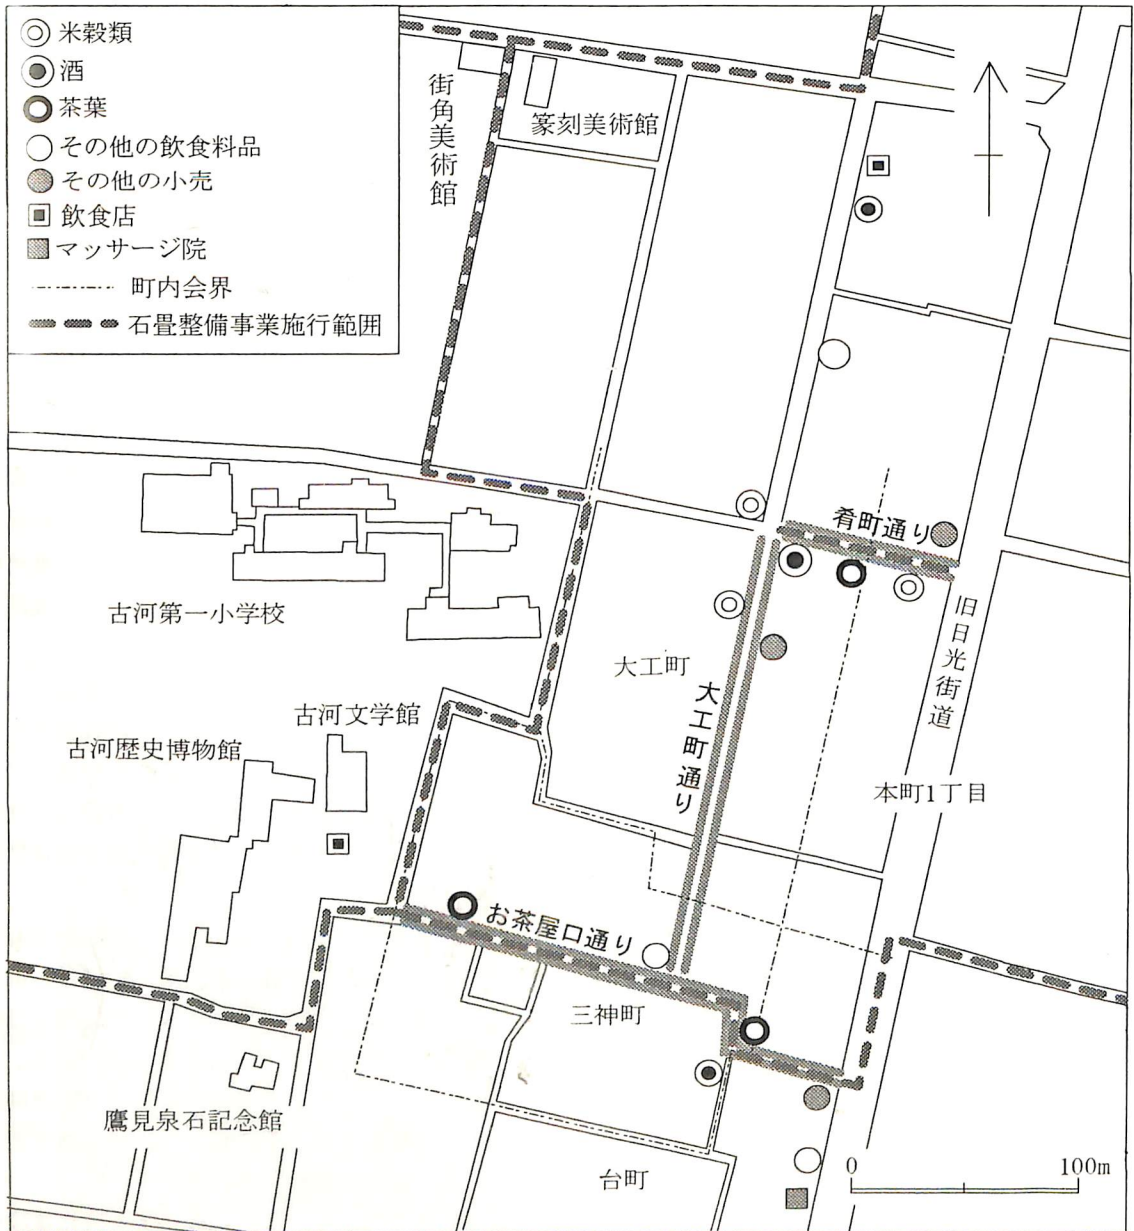 米穀類
酒
茶葉
その他の飲食料品
その他の小売
飲食店
マッサージ院
町内会界
石畳整備事業施行範囲
街角美術館
篆刻美術館
肴町通り
古河第一小学校
旧日光街道
大工町
大工町通り
古河文学館
古河歴史博物館
本町1丁目
お茶屋口通り
三神町
鷹見泉石記念館
台町
0
100m